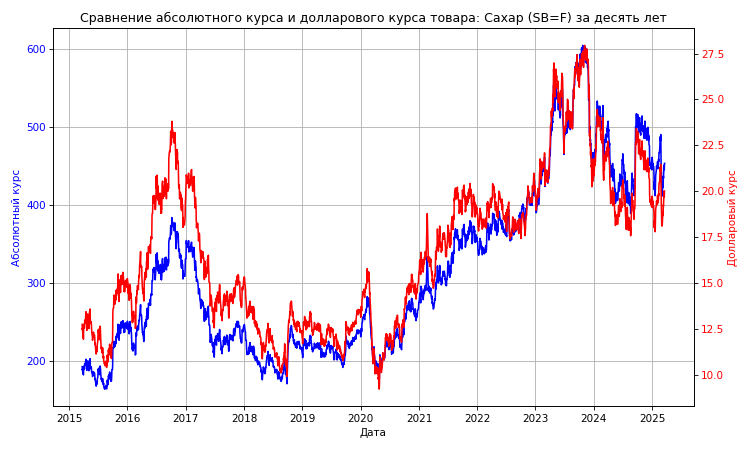 Сравнение абсолютного курса и долларового курса товара: Сахар (SB=F) за десять лет
Абсолютный курс
600
500
400
300
200
27.5
25.0
22.5
20.0
17.5
15.0
12.5
10.0
Долларовый курс
2015 2016 2017 2018 2019 2020 2021 2022 2023 2024 2025
Дата